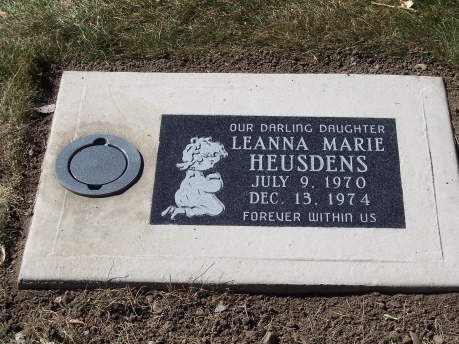 OUR DARLING DAUGHTER
LEANNA MARIE
HEUSDENS
JULY 9, 1970
DEC. 13, 1974
FOREVER WITHIN US